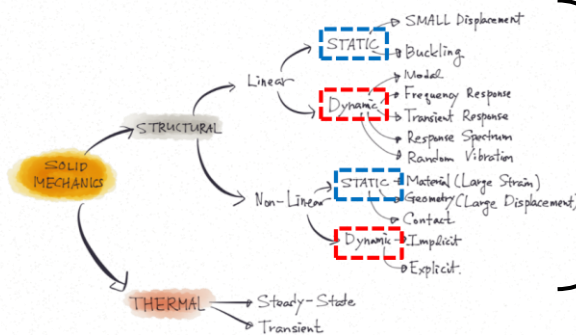 SMALL Displacement
STATIC
Buckling
Linear
Modal
Dynamic
Frequency Response
Transient Response
Response Spectrum
Random Vibration
STRUCTURAL
SOLID
MECHANICS
Non-Linear
STATIC
Material (Large Strain)
Geometry (Large Displacement)
Contact
Dynamic
Implicit
Explicit.
THERMAL
Steady-State
Transient